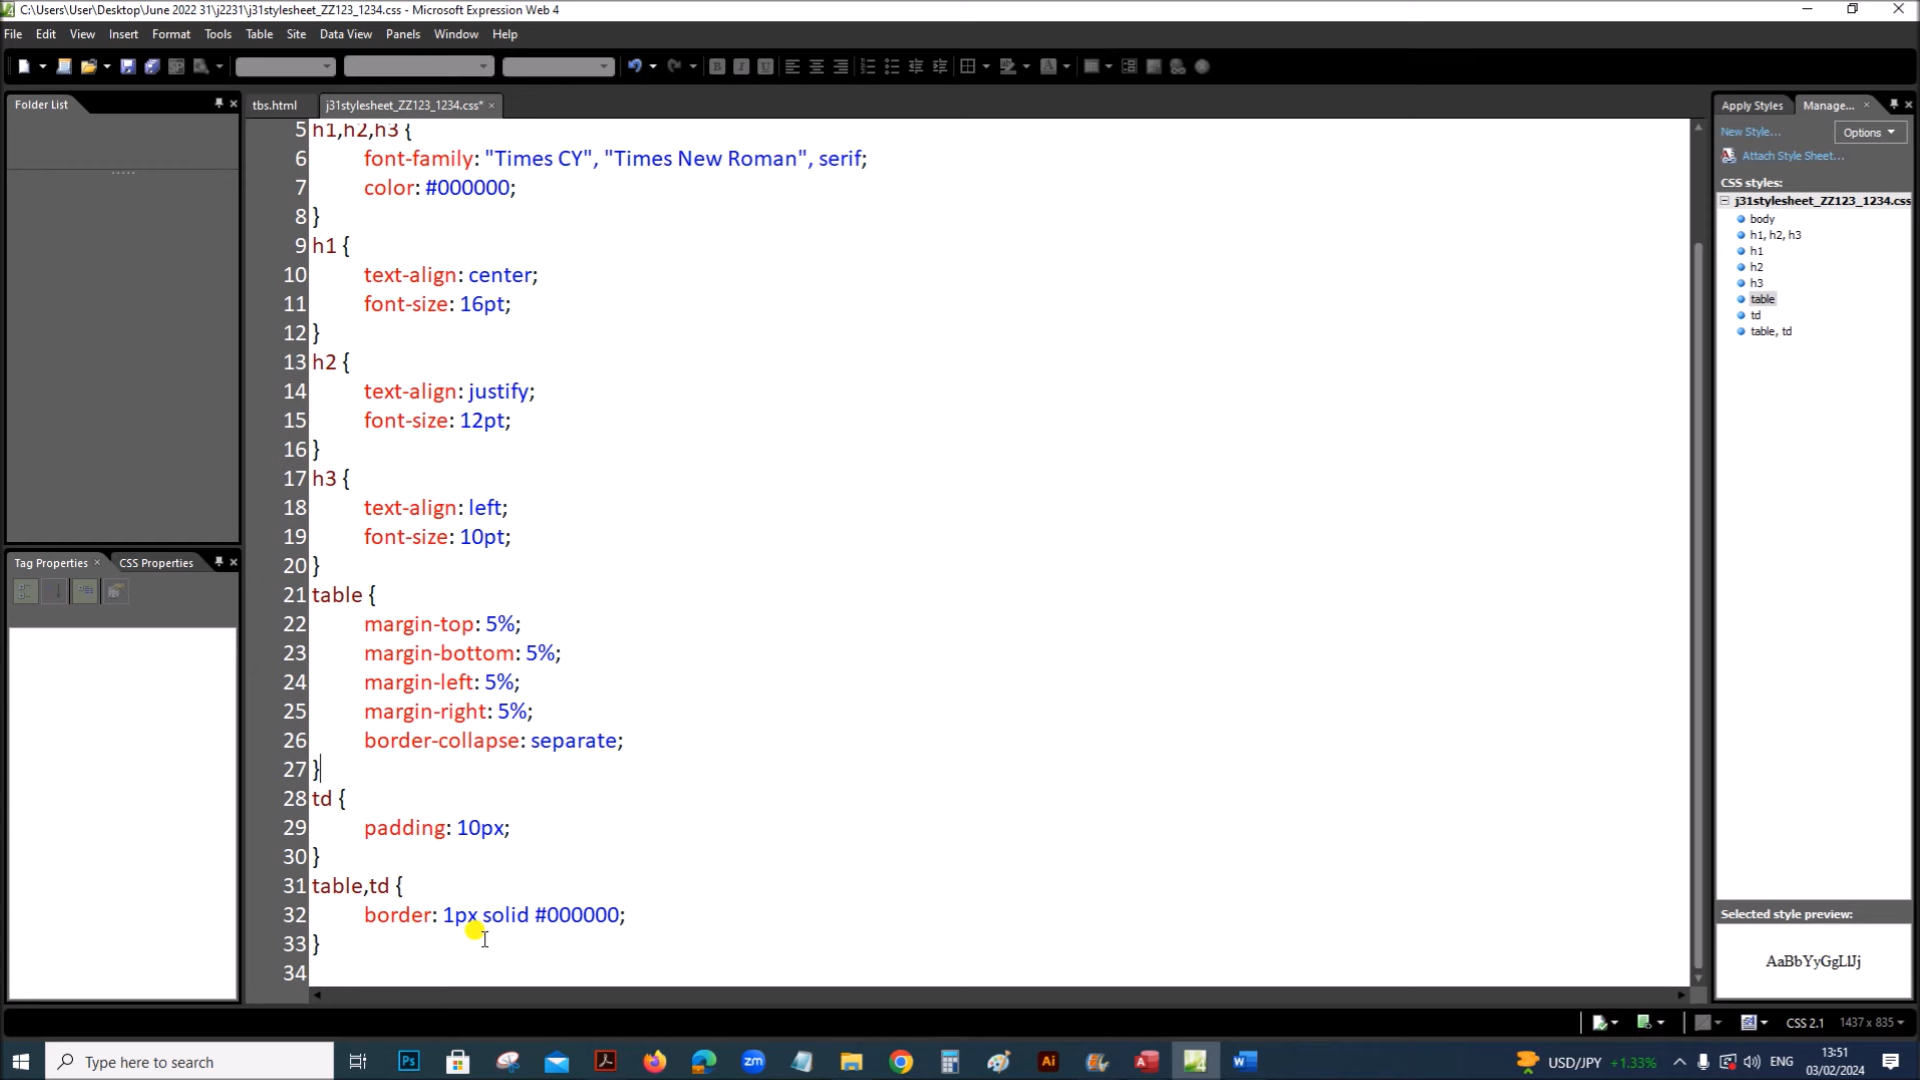 C:\Users\User\Desktop\June 2022 31\j2231\j31stylesheet_ZZ123_1234.css - Microsoft Expression Web 4
File Edit View Insert Format Tools Table Site Data View Panels Window Help
Folder List
tbs.html j31stylesheet_ZZ123_1234.css*
5 h1,h2,h3 {
6 font-family: "Times CY", "Times New Roman", serif;
7 color: #000000;
8 }
9 h1 {
10 text-align: center;
11 font-size: 16pt;
12 }
13 h2 {
14 text-align: justify;
15 font-size: 12pt;
16 }
17 h3 {
18 text-align: left;
19 font-size: 10pt;
20 }
21 table {
22 margin-top: 5%;
23 margin-bottom: 5%;
24 margin-left: 5%;
25 margin-right: 5%;
26 border-collapse: separate;
27 }
28 td {
29 padding: 10px;
30 }
31 table,td {
32 border: 1px solid #000000;
33 }
34
Tag Properties CSS Properties
Apply Styles Manage...
New Style... Options
Attach Style Sheet...
CSS styles:
j31stylesheet_ZZ123_1234.css
body
h1, h2, h3
h1
h2
h3
table
td
table, td
Selected style preview:
AaBbYyGgLlJj
CSS 2.1 1437 x 835
Type here to search
Ps
zm
Ai
USD/JPY +1.33%
ENG
13:51
03/02/2024